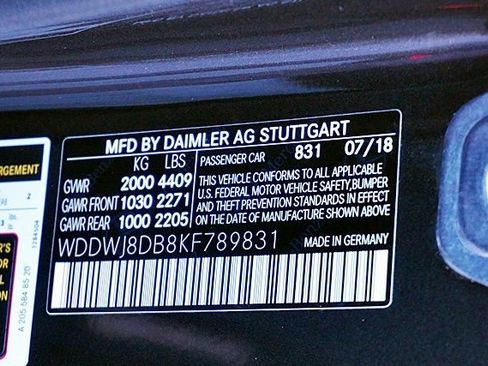 MFD BY DAIMLER AG STUTTGART
KG LBS PASSENGER CAR 831 07/18
GWR 2000 4409
GAWR FRONT 1030 2271
GAWR REAR 1000 2205
THIS VEHICLE CONFORMS TO ALL APPLICABLE
U.S. FEDERAL MOTOR VEHICLE SAFETY, BUMPER
AND THEFT PREVENTION STANDARDS IN EFFECT
ON THE DATE OF MANUFACTURE SHOWN ABOVE
WDDWJ8DB8KF789831 MADE IN GERMANY
A 205 584 85 20